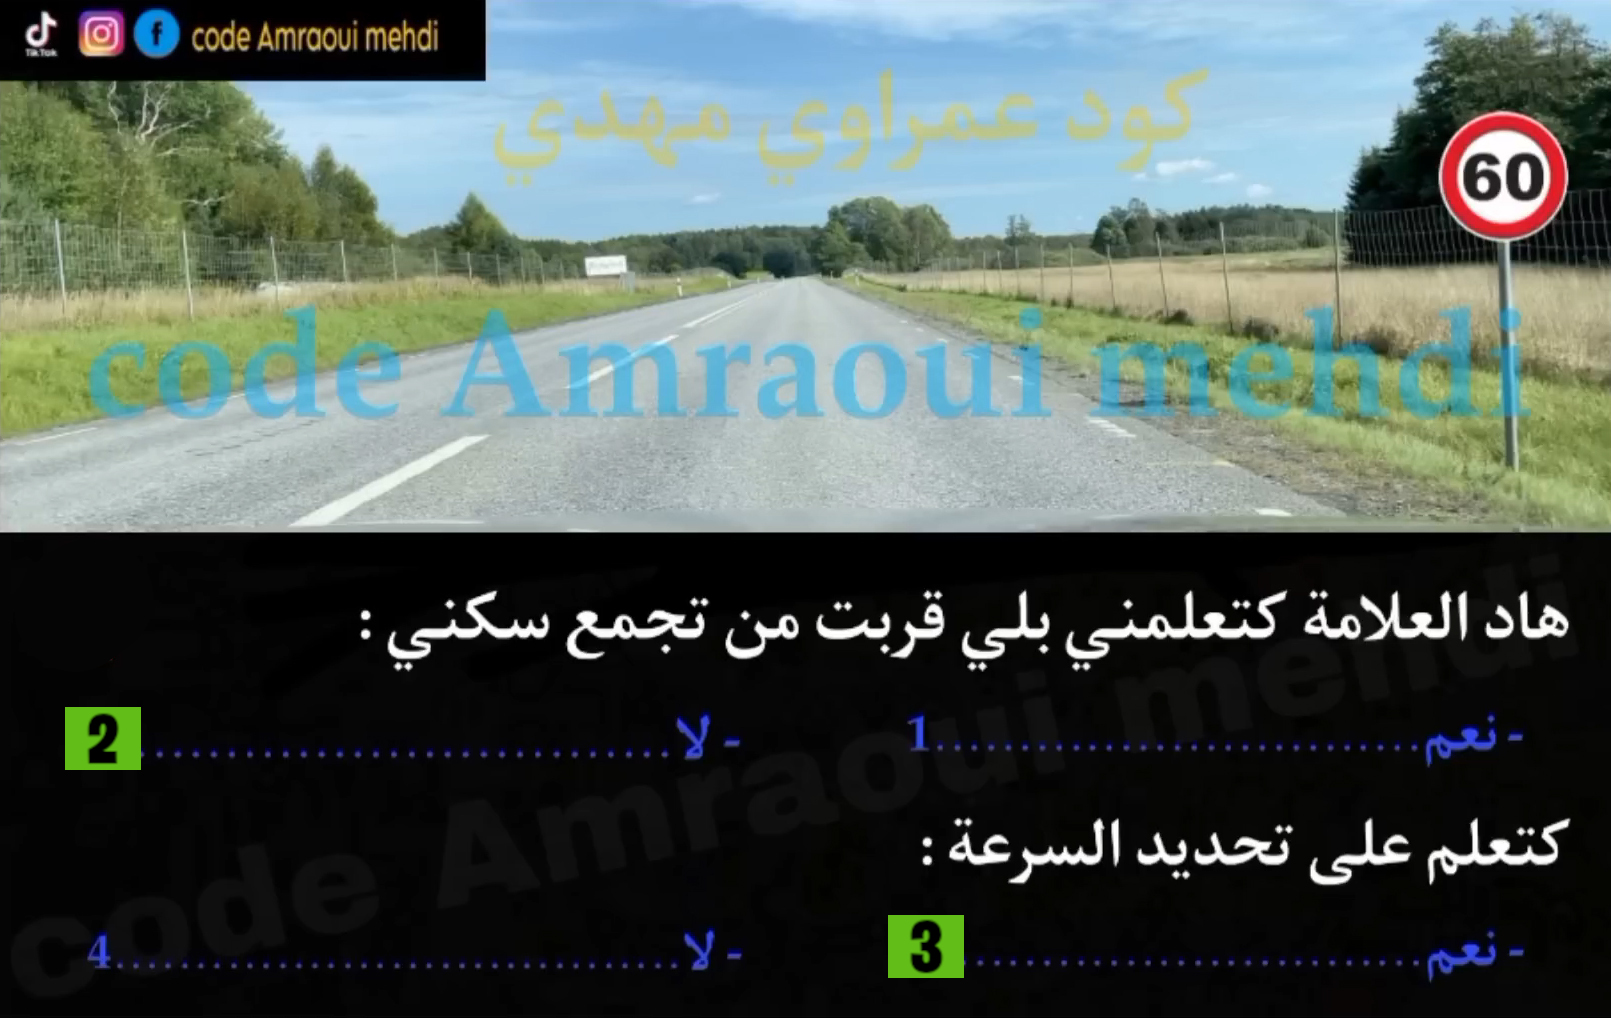 TikTok
code Amraoui mehdi
كود عمراوي مهدي
60
code Amraoui mehdi
هاد العلامة كتعلمني بلي قربت من تجمع سكني :
- نعم..............................1
- لا..............................2
كتعلم على تحديد السرعة :
- نعم..............................3
- لا..............................4
code Amraoui mehdi